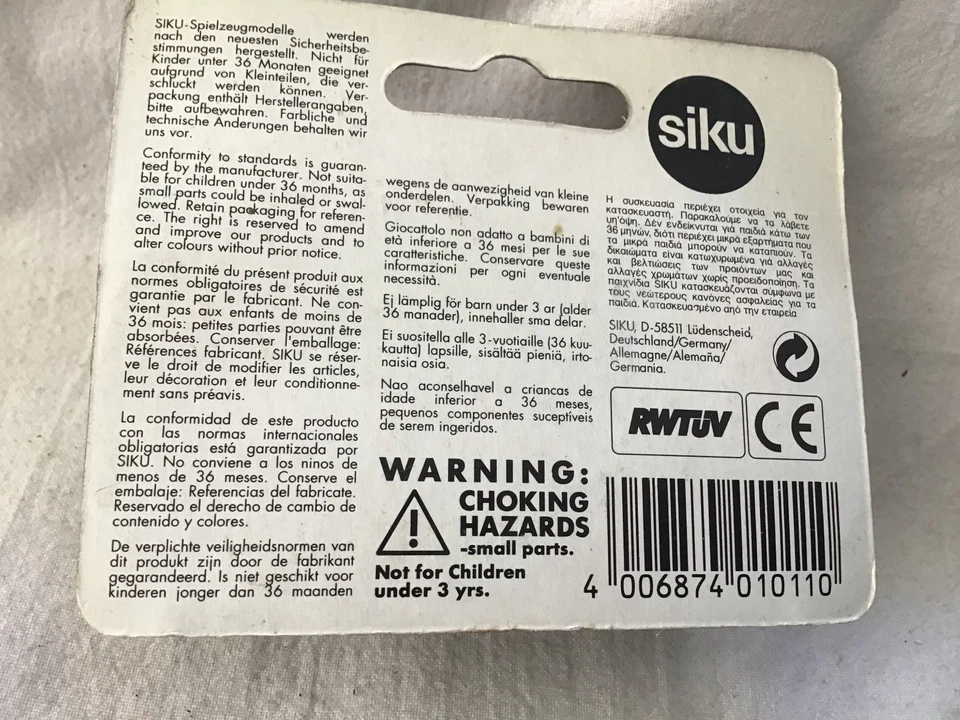 SIKU-Spielzeugmodelle werden
nach den neuesten Sicherheitsbe-
stimmungen hergestellt. Nicht für
Kinder unter 36 Monaten geeignet
aufgrund von Kleinteilen, die ver-
schluckt werden können. Ver-
packung enthält Herstellerangaben,
bitte aufbewahren. Farbliche und
technische Änderungen behalten wir
uns vor.
Conformity to standards is guaran-
teed by the manufacturer. Not suita-
ble for children under 36 months, as
small parts could be inhaled or swal-
lowed. Retain packaging for referen-
ce. The right is reserved to amend
and improve our products and to
alter colours without prior notice.
La conformité du présent produit aux
normes obligatoires de sécurité est
garantie par le fabricant. Ne con-
vient pas aux enfants de moins de
36 mois: petites parties pouvant être
absorbées. Conserver l'emballage:
Références fabricant. SIKU se réser-
ve le droit de modifier les articles,
leur décoration et leur conditionne-
ment sans préavis.
La conformidad de este producto
con las normas internacionales
obligatorias está garantizada por
SIKU. No conviene a los ninos de
menos de 36 meses. Conserve el
embalaje: Referencias del fabricate.
Reservado el derecho de cambio de
contenido y colores.
De verplichte veiligheidsnormen van
dit produkt zijn door de fabrikant
gegarandeerd. Is niet geschikt voor
kinderen jonger dan 36 maanden
wegens de aanwezigheid van kleine
onderdelen. Verpakking bewaren
voor referentie.
Giocattolo non adatto a bambini di
età inferiore a 36 mesi per le sue
caratteristiche. Conservare queste
informazioni per ogni eventuale
necessità.
Ej lämplig för barn under 3 ar (alder
36 manader), innehaller sma delar.
Ei suositella alle 3-vuotiaille (36 kuu-
kautta) lapsille, sisältää pieniä, irto-
naisia osia.
Nao aconselhavel a criancas de
idade inferior a 36 meses,
pequenos componentes suceptíveis
de serem ingeridos.
WARNING:
CHOKING
HAZARDS
-small parts.
Not for Children
under 3 yrs.
siku
Η συσκευασία περιέχει οτοιχεία για τον
κατασκευαστή. Παρακαλούμε να τα λάβετε
υπ'όψη. Δέν ενδείκνυται γιά παιδιά κάτω των
36 μηνών, διότι περιέχει μικρά εξαρτήματα που
τα μικρά παιδιά μπορούν να καταπιούν. Τα
δικαιώματα είναι κατωχυρωμένα γιά αλλαγές
και βελτιώσεις των προιόντων μας και
αλλαγές χρωμάτων χωρίς προειδοποίηση. Τα
παιχνίδια SIKU κατασκευάζονται σύμφωνα με
τους νεώτερους κανόνες ασφαλείας για τα
παιδιά. Κατασκευασμένο από την εταιρεία
SIKU, D-58511 Lüdenscheid,
Deutschland/Germany/
Allemagne/Alemaña/
Germania.
RWTÜV
CE
4 006874 010110